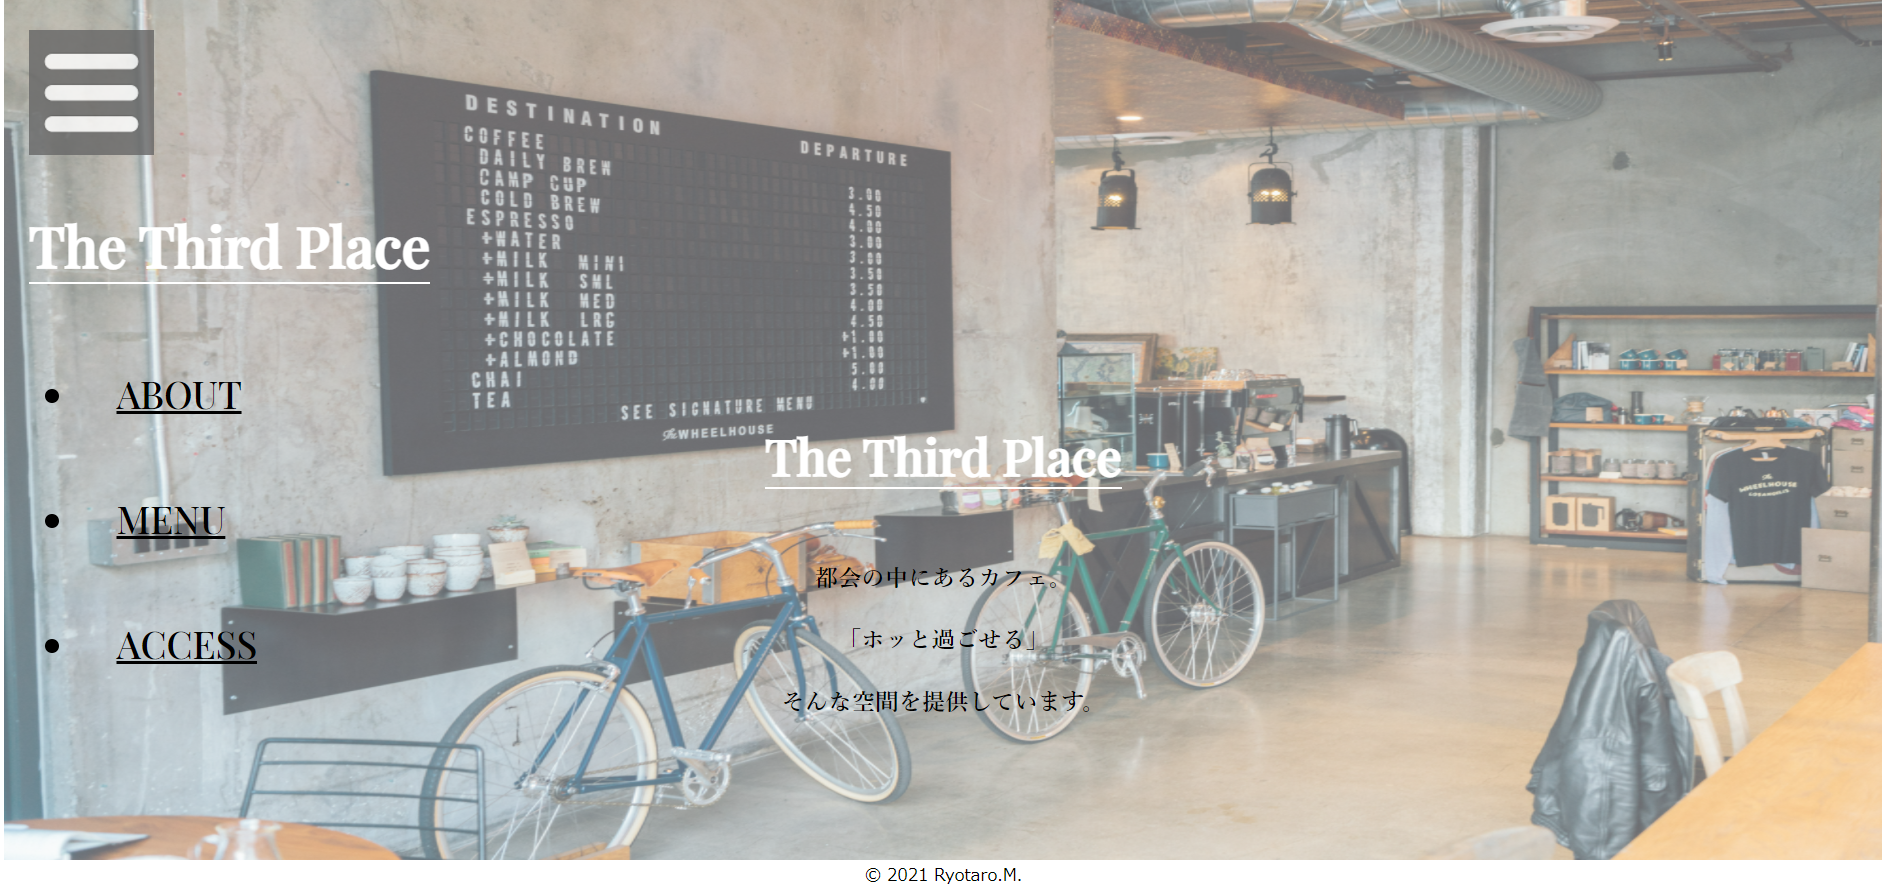 The Third Place
ABOUT
MENU
ACCESS
DESTINATION
DEPARTURE
COFFEE
DAILY BREW 3.00
CAMP CUP 4.50
COLD BREW 4.00
ESPRESSO 3.00
+WATER 3.00
+MILK MINI 3.50
+MILK SML 3.50
+MILK MED 4.00
+MILK LRG 4.50
+CHOCOLATE +1.00
+ALMOND +1.00
CHAI 5.00
TEA 4.00
SEE SIGNATURE MENU
The WHEELHOUSE
The Third Place
都会の中にあるカフェ。
「ホッと過ごせる」
そんな空間を提供しています。
WHEELHOUSE
© 2021 Ryotaro.M.